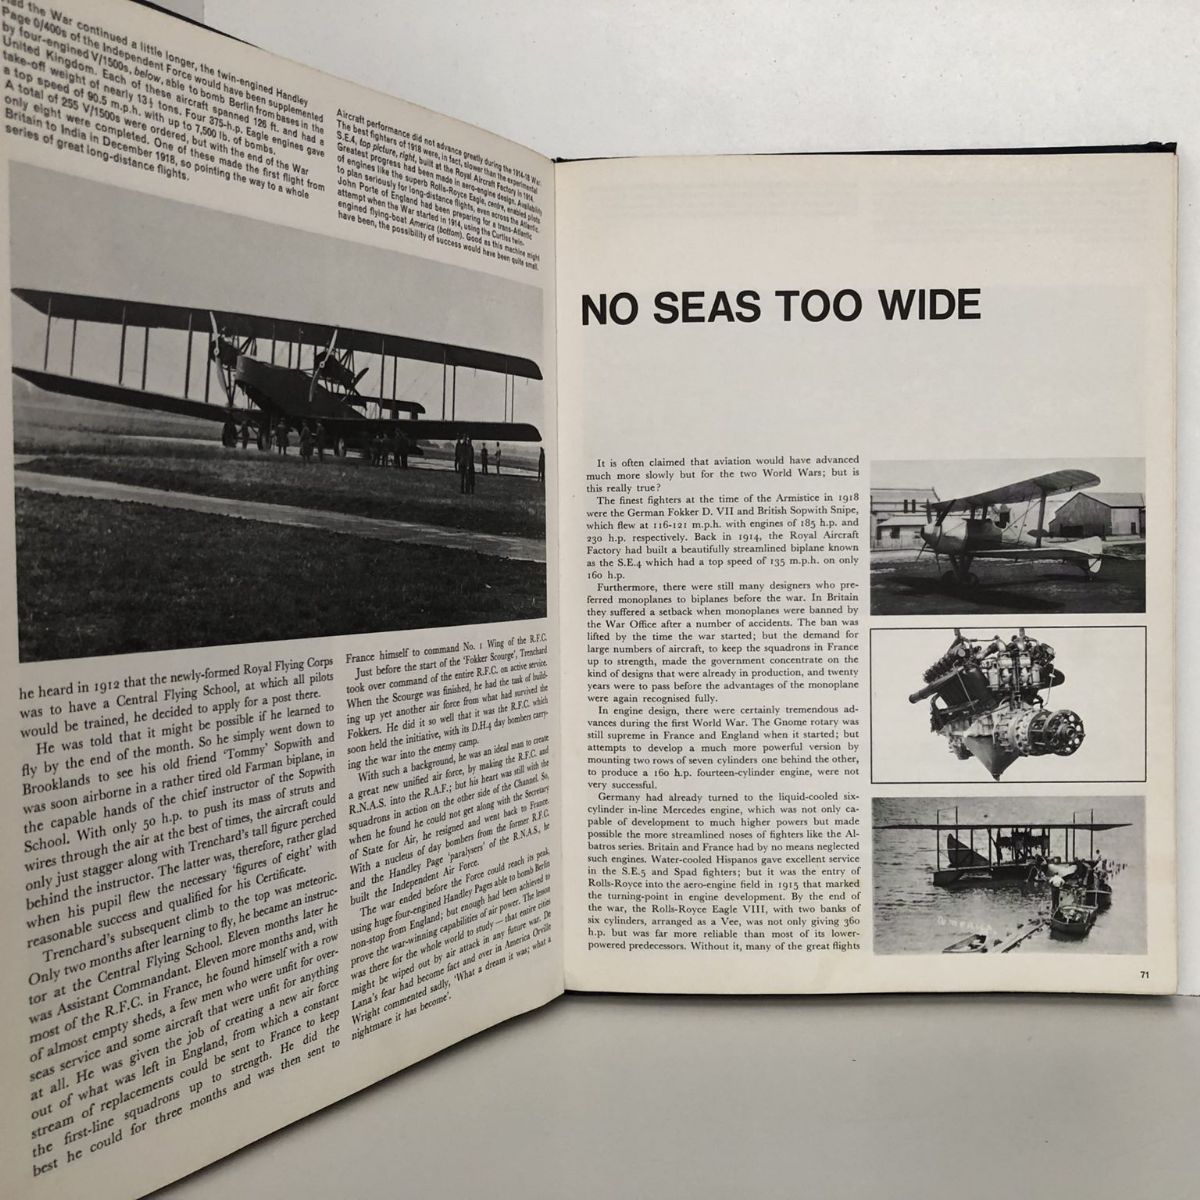 Had the War continued a little longer, the twin-engined Handley
Page 0/400s of the Independent Force would have been supplemented
by four-engined V/1500s, below, able to bomb Berlin from bases in the
United Kingdom. Each of these aircraft spanned 126 ft. and had a
take-off weight of nearly 13½ tons. Four 375-h.p. Eagle engines gave
a top speed of 90.5 m.p.h. with up to 7,500 lb. of bombs.
A total of 255 V/1500s were ordered, but with the end of the War
only eight were completed. One of these made the first flight from
Britain to India in December 1918, so pointing the way to a whole
series of great long-distance flights.
Aircraft performance did not advance greatly during the 1914-18 War.
The best fighters of 1918 were, in fact, slower than the experimental
S.E.4, top picture, right, built at the Royal Aircraft Factory in 1914.
Greatest progress had been made in aero-engine design. Availability
of engines like the superb Rolls-Royce Eagle, centre, enabled pilots
to plan seriously for long-distance flights, even across the Atlantic.
John Porte of England had been preparing for a trans-Atlantic
attempt when the War started in 1914, using the Curtiss twin-
engined flying-boat America (bottom). Good as this machine might
have been, the possibility of success would have been quite small.
he heard in 1912 that the newly-formed Royal Flying Corps
was to have a Central Flying School, at which all pilots
would be trained, he decided to apply for a post there.
He was told that it might be possible if he learned to
fly by the end of the month. So he simply went down to
Brooklands to see his old friend 'Tommy' Sopwith and
was soon airborne in a rather tired old Farman biplane, in
the capable hands of the chief instructor of the Sopwith
School. With only 50 h.p. to push its mass of struts and
wires through the air at the best of times, the aircraft could
only just stagger along with Trenchard's tall figure perched
behind the instructor. The latter was, therefore, rather glad
when his pupil flew the necessary 'figures of eight' with
reasonable success and qualified for his Certificate.
Trenchard's subsequent climb to the top was meteoric.
Only two months after learning to fly, he became an instruc-
tor at the Central Flying School. Eleven months later he
was Assistant Commandant. Eleven more months and, with
most of the R.F.C. in France, he found himself with a row
of almost empty sheds, a few men who were unfit for over-
seas service and some aircraft that were unfit for anything
at all. He was given the job of creating a new air force
out of what was left in England, from which a constant
stream of replacements could be sent to France to keep
the first-line squadrons up to strength. He did the
best he could for three months and was then sent to
France himself to command No. 1 Wing of the R.F.C.
Just before the start of the 'Fokker Scourge', Trenchard
took over command of the entire R.F.C. on active service.
When the Scourge was finished, he had the task of build-
ing up yet another air force from what had survived the
Fokkers. He did it so well that it was the R.F.C. which
soon held the initiative, with its D.H.4 day bombers carry-
ing the war into the enemy camp.
With such a background, he was an ideal man to create
a great new unified air force, by making the R.F.C. and
R.N.A.S. into the R.A.F.; but his heart was still with the
squadrons in action on the other side of the Channel. So,
when he found he could not get along with the Secretary
of State for Air, he resigned and went back to France.
With a nucleus of day bombers from the former R.F.C.
and the Handley Page 'paralysers' of the R.N.A.S., he
built the Independent Air Force.
The war ended before the Force could reach its peak,
using huge four-engined Handley Pages able to bomb Berlin
non-stop from England; but enough had been achieved to
prove the war-winning capabilities of air power. The lesson
was there for the whole world to study — that entire cities
might be wiped out by air attack in any future war. De
Lana's fear had become fact and over in America Orville
Wright commented sadly, 'What a dream it was; what a
nightmare it has become'.
NO SEAS TOO WIDE
It is often claimed that aviation would have advanced
much more slowly but for the two World Wars; but is
this really true?
The finest fighters at the time of the Armistice in 1918
were the German Fokker D. VII and British Sopwith Snipe,
which flew at 116-121 m.p.h. with engines of 185 h.p. and
230 h.p. respectively. Back in 1914, the Royal Aircraft
Factory had built a beautifully streamlined biplane known
as the S.E.4 which had a top speed of 135 m.p.h. on only
160 h.p.
Furthermore, there were still many designers who pre-
ferred monoplanes to biplanes before the war. In Britain
they suffered a setback when monoplanes were banned by
the War Office after a number of accidents. The ban was
lifted by the time the war started; but the demand for
large numbers of aircraft, to keep the squadrons in France
up to strength, made the government concentrate on the
kind of designs that were already in production, and twenty
years were to pass before the advantages of the monoplane
were again recognised fully.
In engine design, there were certainly tremendous ad-
vances during the first World War. The Gnome rotary was
still supreme in France and England when it started; but
attempts to develop a much more powerful version by
mounting two rows of seven cylinders one behind the other,
to produce a 160 h.p. fourteen-cylinder engine, were not
very successful.
Germany had already turned to the liquid-cooled six-
cylinder in-line Mercedes engine, which was not only ca-
pable of development to much higher powers but made
possible the more streamlined noses of fighters like the Al-
batros series. Britain and France had by no means neglected
such engines. Water-cooled Hispanos gave excellent service
in the S.E.5 and Spad fighters; but it was the entry of
Rolls-Royce into the aero-engine field in 1915 that marked
the turning-point in engine development. By the end of
the war, the Rolls-Royce Eagle VIII, with two banks of
six cylinders, arranged as a Vee, was not only giving 360
h.p. but was far more reliable than most of its lower-
powered predecessors. Without it, many of the great flights
71